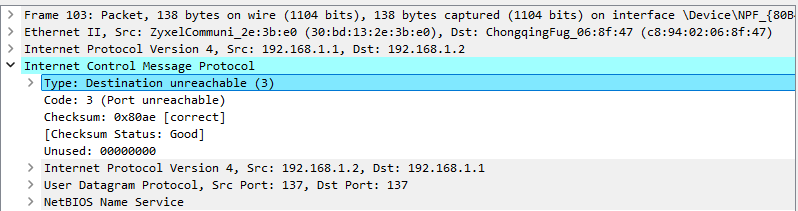 Frame 103: Packet, 138 bytes on wire (1104 bits), 138 bytes captured (1104 bits) on interface \Device\NPF_{80B
Ethernet II, Src: ZyxelCommuni_2e:3b:e0 (30:bd:13:2e:3b:e0), Dst: ChongqingFug_06:8f:47 (c8:94:02:06:8f:47)
Internet Protocol Version 4, Src: 192.168.1.1, Dst: 192.168.1.2
Internet Control Message Protocol
Type: Destination unreachable (3)
Code: 3 (Port unreachable)
Checksum: 0x80ae [correct]
[Checksum Status: Good]
Unused: 00000000
Internet Protocol Version 4, Src: 192.168.1.2, Dst: 192.168.1.1
User Datagram Protocol, Src Port: 137, Dst Port: 137
NetBIOS Name Service